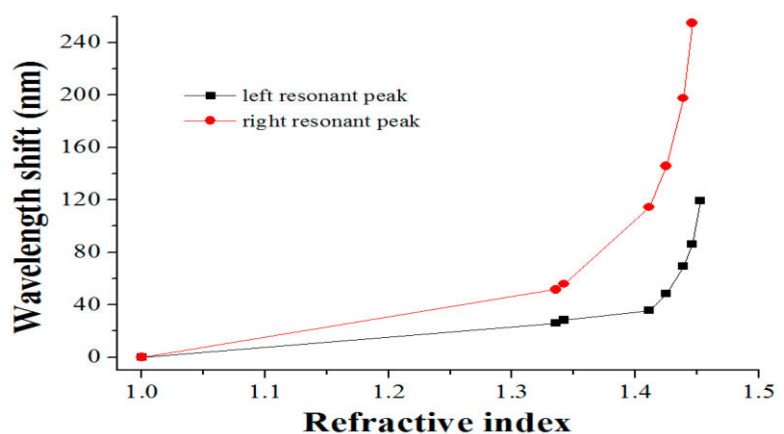 240
200
160
120
80
40
0
Wavelength shift (nm)
left resonant peak
right resonant peak
1.0 1.1 1.2 1.3 1.4 1.5
Refractive index